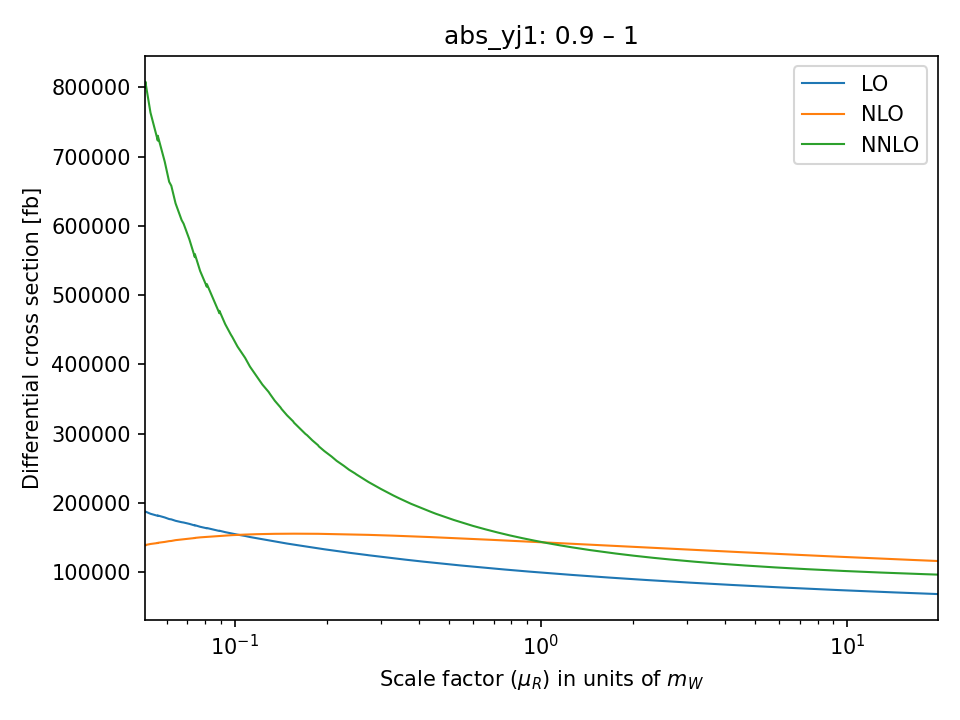 abs_yj1: 0.9 – 1
Differential cross section [fb]
800000
700000
600000
500000
400000
300000
200000
100000
LO
NLO
NNLO
10⁻¹
10⁰
10¹
Scale factor (μ_R) in units of m_W